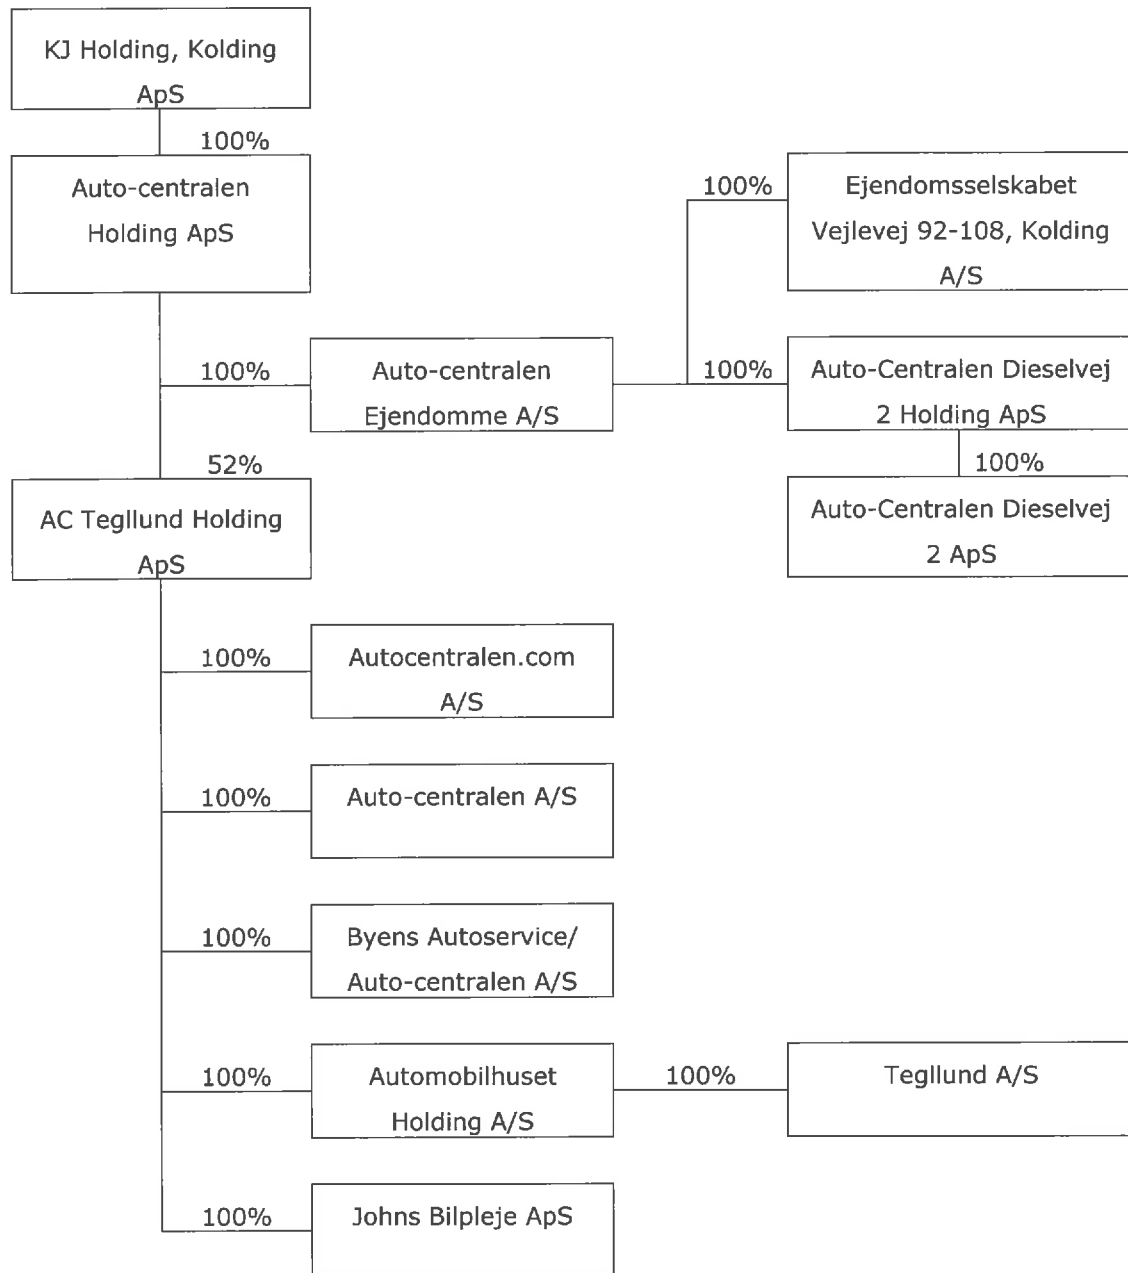 KJ Holding, Kolding
ApS
100%
Auto-centralen
Holding ApS
100%
Ejendomsselskabet
Vejlevej 92-108, Kolding
A/S
100%
Auto-centralen
Ejendomme A/S
100%
Auto-Centralen Dieselvej
2 Holding ApS
52%
AC Tegllund Holding
ApS
100%
Auto-Centralen Dieselvej
2 ApS
100%
Autocentralen.com
A/S
100%
Auto-centralen A/S
100%
Byens Autoservice/
Auto-centralen A/S
100%
Automobilhuset
Holding A/S
100%
Tegllund A/S
100%
Johns Bilpleje ApS